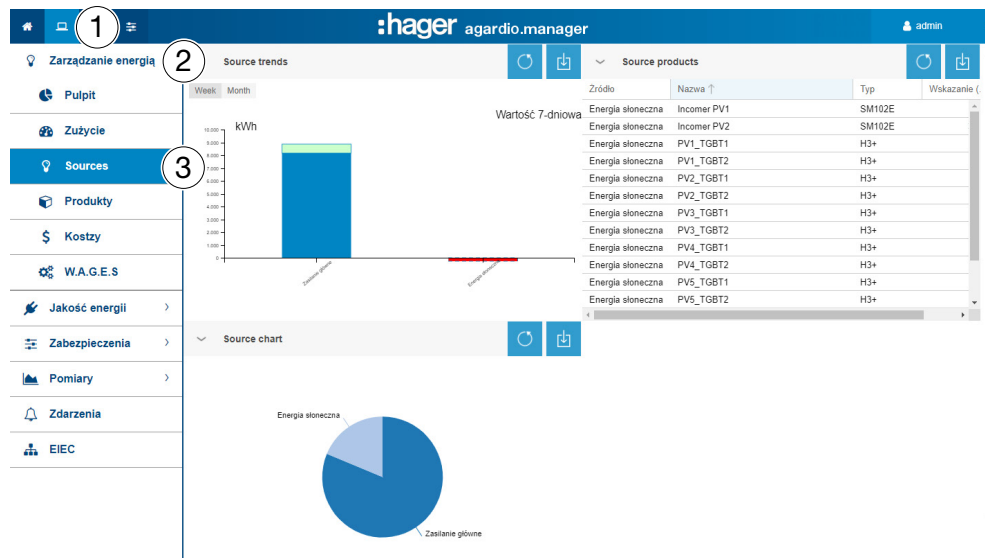 1
:hager agardio.manager
admin
Zarządzanie energią
2
Pulpit
Zużycie
Sources
3
Produkty
Kostzy
W.A.G.E.S
Jakość energii
Zabezpieczenia
Pomiary
Zdarzenia
EIEC
Source trends
Week Month
Wartość 7-dniowa
kWh
10.000
9.000
8.000
7.000
6.000
5.000
4.000
3.000
2.000
1.000
0
Zasilanie główne
Energia słoneczna
Source products
Zródło Nazwa ↑ Typ Wskazanie (
Energia słoneczna Incomer PV1 SM102E
Energia słoneczna Incomer PV2 SM102E
Energia słoneczna PV1_TGBT1 H3+
Energia słoneczna PV1_TGBT2 H3+
Energia słoneczna PV2_TGBT1 H3+
Energia słoneczna PV2_TGBT2 H3+
Energia słoneczna PV3_TGBT1 H3+
Energia słoneczna PV3_TGBT2 H3+
Energia słoneczna PV4_TGBT1 H3+
Energia słoneczna PV4_TGBT2 H3+
Energia słoneczna PV5_TGBT1 H3+
Energia słoneczna PV5_TGBT2 H3+
Source chart
Energia słoneczna
Zasilanie główne